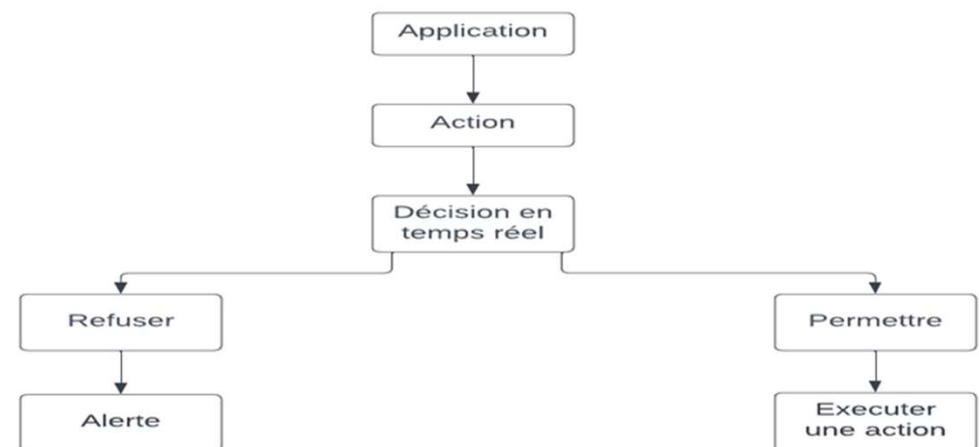 Application
Action
Décision en
temps réel
Refuser
Permettre
Alerte
Executer
une action